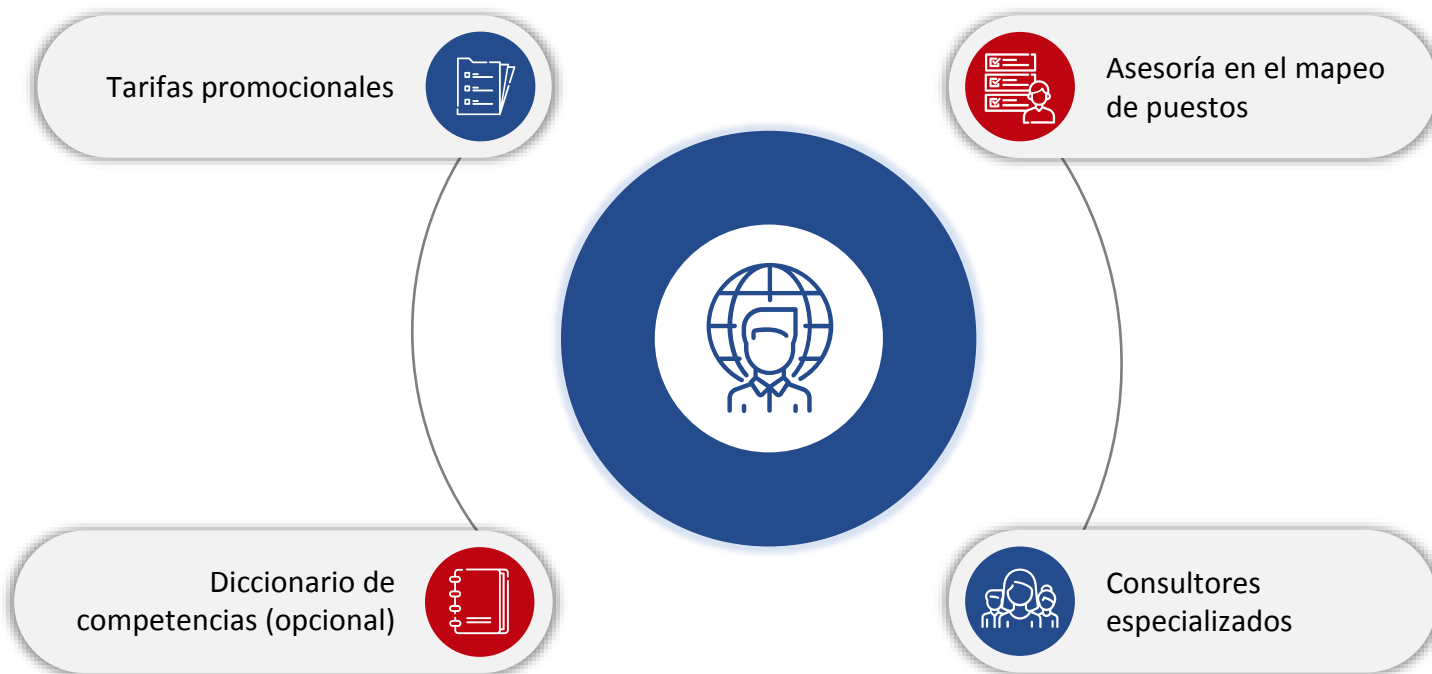 Tarifas promocionales
Asesoría en el mapeo
de puestos
Diccionario de
competencias (opcional)
Consultores
especializados